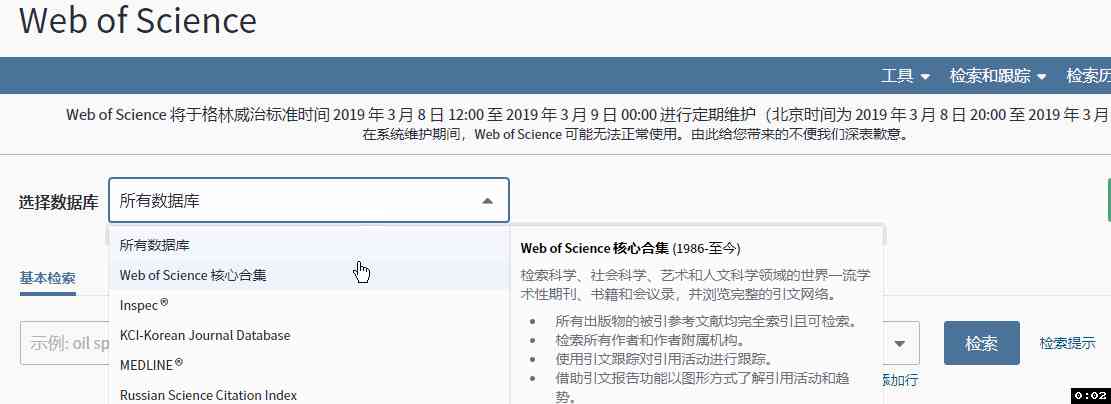 Web of Science
工具 检索和跟踪 检索历
Web of Science 将于格林威治标准时间 2019 年 3 月 8 日 12:00 至 2019 年 3 月 9 日 00:00 进行定期维护（北京时间为 2019 年 3 月 8 日 20:00 至 2019 年 3 月
在系统维护期间，Web of Science 可能无法正常使用。由此给您带来的不便我们深表歉意。
选择数据库 所有数据库
所有数据库
Web of Science 核心合集
Inspec®
KCI-Korean Journal Database
MEDLINE®
Russian Science Citation Index
Web of Science 核心合集 (1986-至今)
检索科学、社会科学、艺术和人文科学领域的世界一流学
术性期刊、书籍和会议录，并浏览完整的引文网络。
• 所有出版物的被引参考文献均完全索引且可检索。
• 检索所有作者和作者附属机构。
• 使用引文跟踪对引用活动进行跟踪。
• 借助引文报告功能以图形方式了解引用活动和趋
势。
基本检索
示例: oil sp
检索 检索提示
添加行
0:02